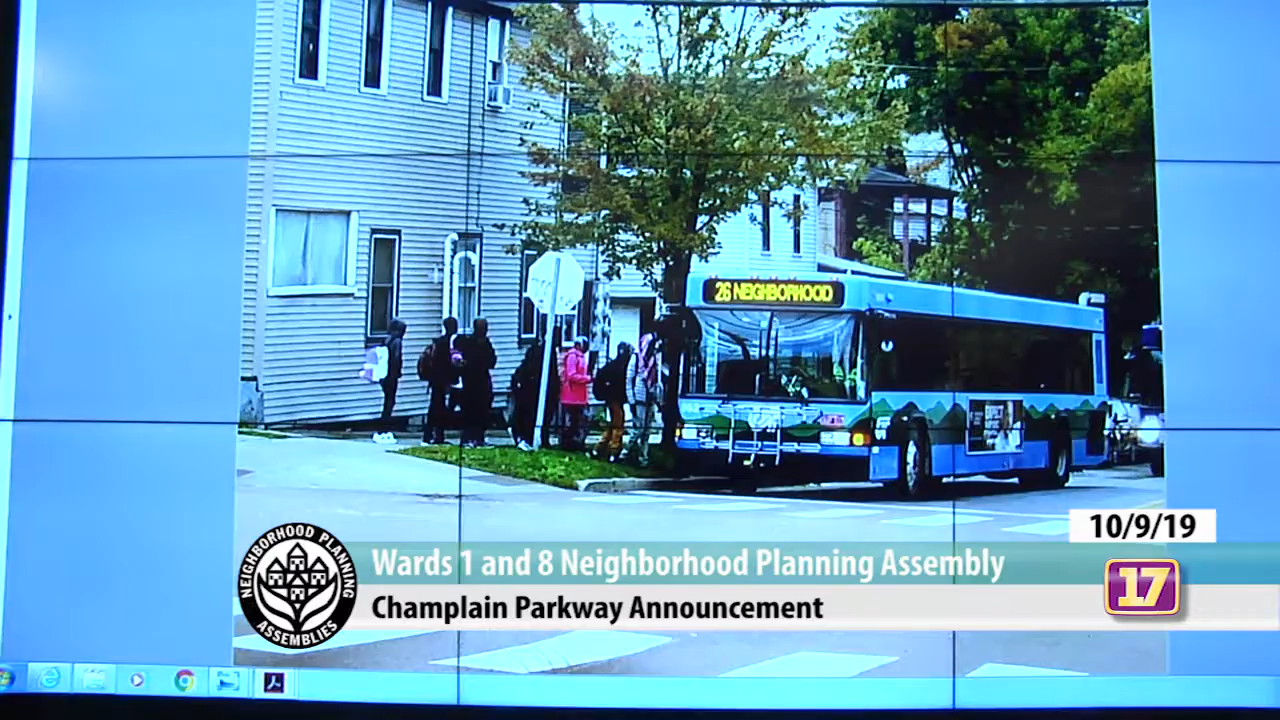 26 NEIGHBORHOOD
10/9/19
NEIGHBORHOOD PLANNING ASSEMBLIES
Wards 1 and 8 Neighborhood Planning Assembly
17
Champlain Parkway Announcement